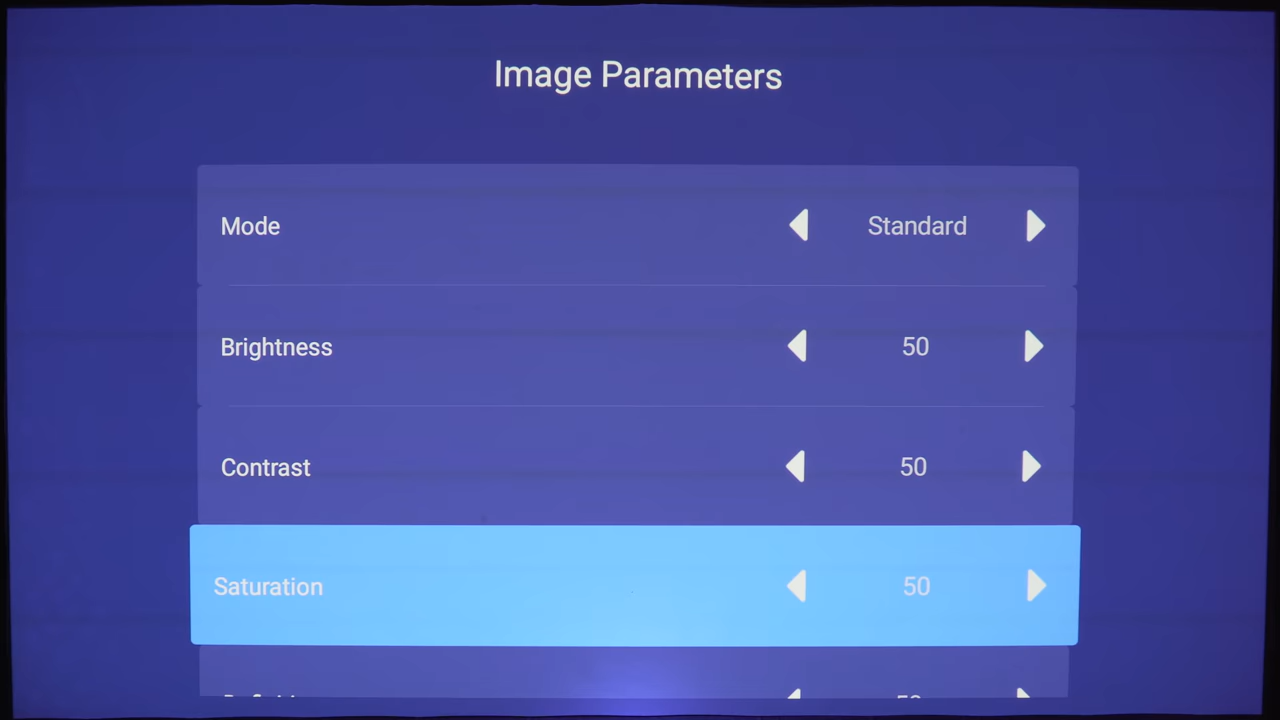 Image Parameters
Mode Standard
Brightness 50
Contrast 50
Saturation 50